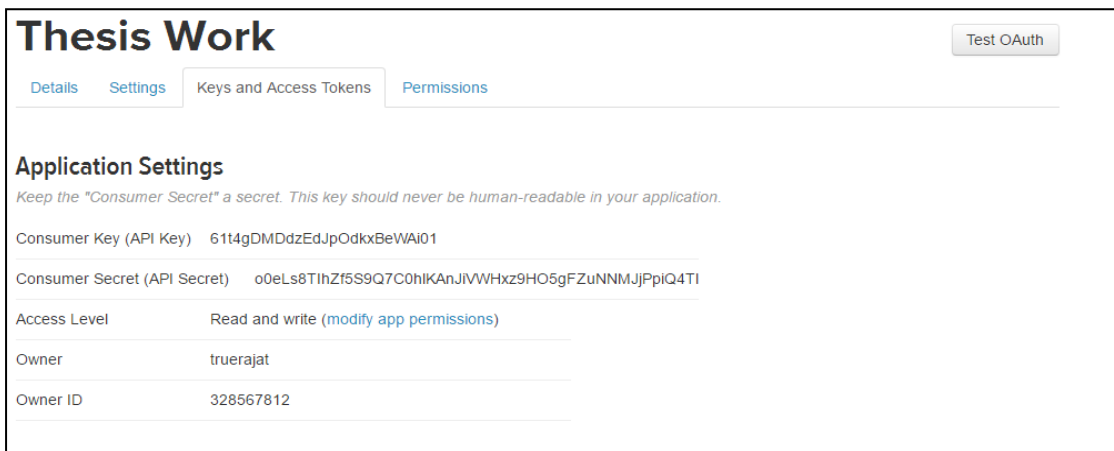 Thesis Work
Test OAuth
Details Settings Keys and Access Tokens Permissions
Application Settings
Keep the "Consumer Secret" a secret. This key should never be human-readable in your application.
Consumer Key (API Key) 61t4gDMDdzEdJpOdkxBeWAi01
Consumer Secret (API Secret)
Access Level Read and write (modify app permissions)
Owner truerajat
Owner ID 328567812